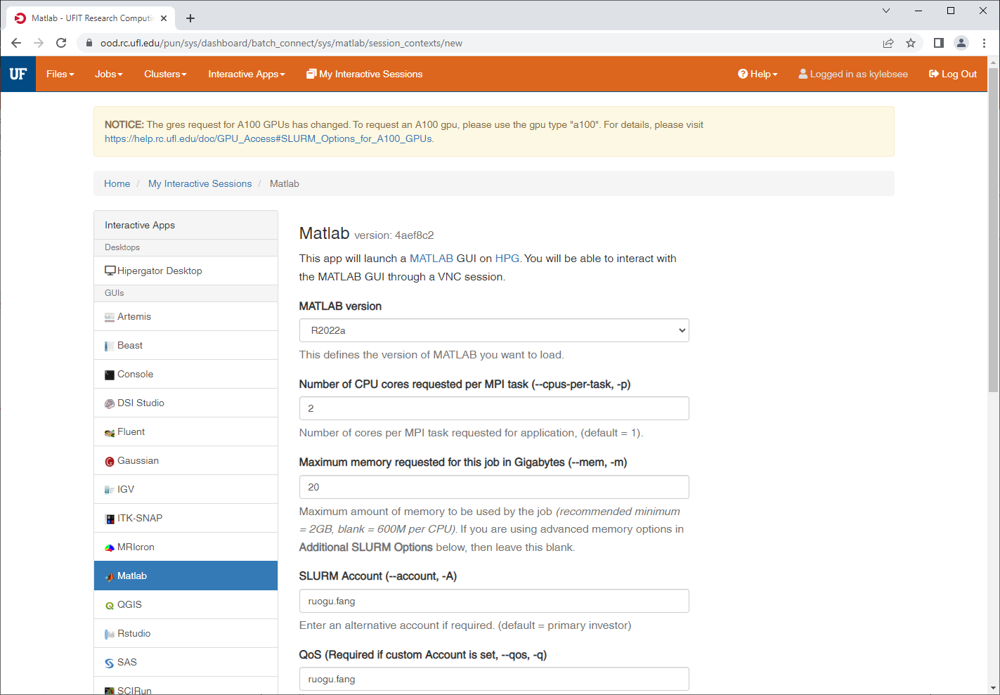 Matlab - UFIT Research Computin
ood.rc.ufl.edu/pun/sys/dashboard/batch_connect/sys/matlab/session_contexts/new
UF Files Jobs Clusters Interactive Apps My Interactive Sessions Help Logged in as kylebsee Log Out
NOTICE: The gres request for A100 GPUs has changed. To request an A100 gpu, please use the gpu type "a100". For details, please visit
https://help.rc.ufl.edu/doc/GPU_Access#SLURM_Options_for_A100_GPUs.
Home / My Interactive Sessions / Matlab
Interactive Apps
Desktops
Hipergator Desktop
GUIs
Artemis
Beast
Console
DSI Studio
Fluent
Gaussian
IGV
ITK-SNAP
MRIcron
Matlab
QGIS
Rstudio
SAS
SCIRun
Matlab version: 4aef8c2
This app will launch a MATLAB GUI on HPG. You will be able to interact with
the MATLAB GUI through a VNC session.
MATLAB version
R2022a
This defines the version of MATLAB you want to load.
Number of CPU cores requested per MPI task (--cpus-per-task, -p)
2
Number of cores per MPI task requested for application, (default = 1).
Maximum memory requested for this job in Gigabytes (--mem, -m)
20
Maximum amount of memory to be used by the job (recommended minimum
= 2GB, blank = 600M per CPU). If you are using advanced memory options in
Additional SLURM Options below, then leave this blank.
SLURM Account (--account, -A)
ruogu.fang
Enter an alternative account if required. (default = primary investor)
QoS (Required if custom Account is set, --qos, -q)
ruogu.fang